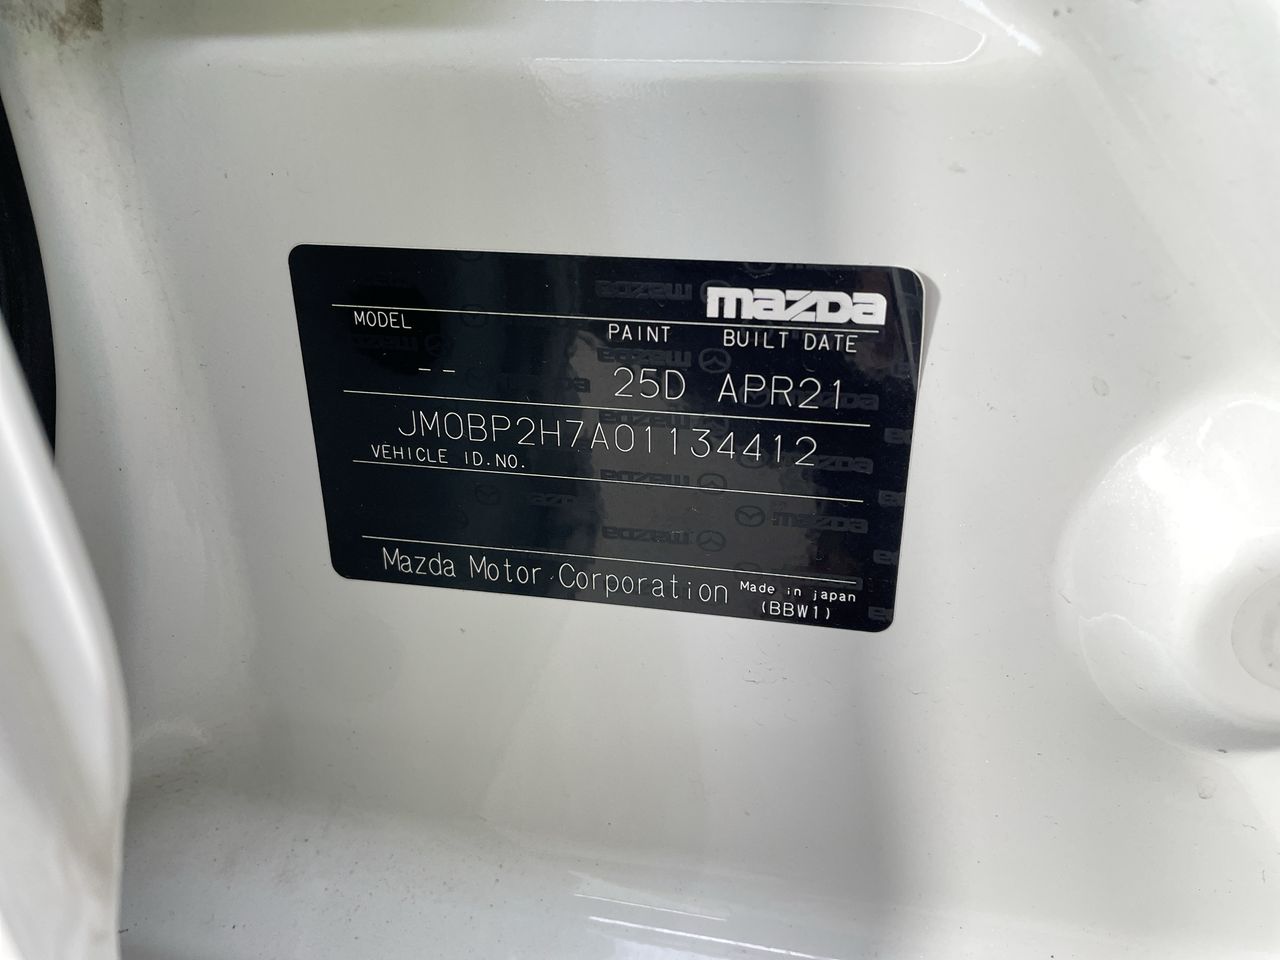 mazda
MODEL PAINT BUILT DATE
-- 25D APR21
JM0BP2H7A01134412
VEHICLE ID.NO.
Mazda Motor Corporation Made in japan
(BBW1)